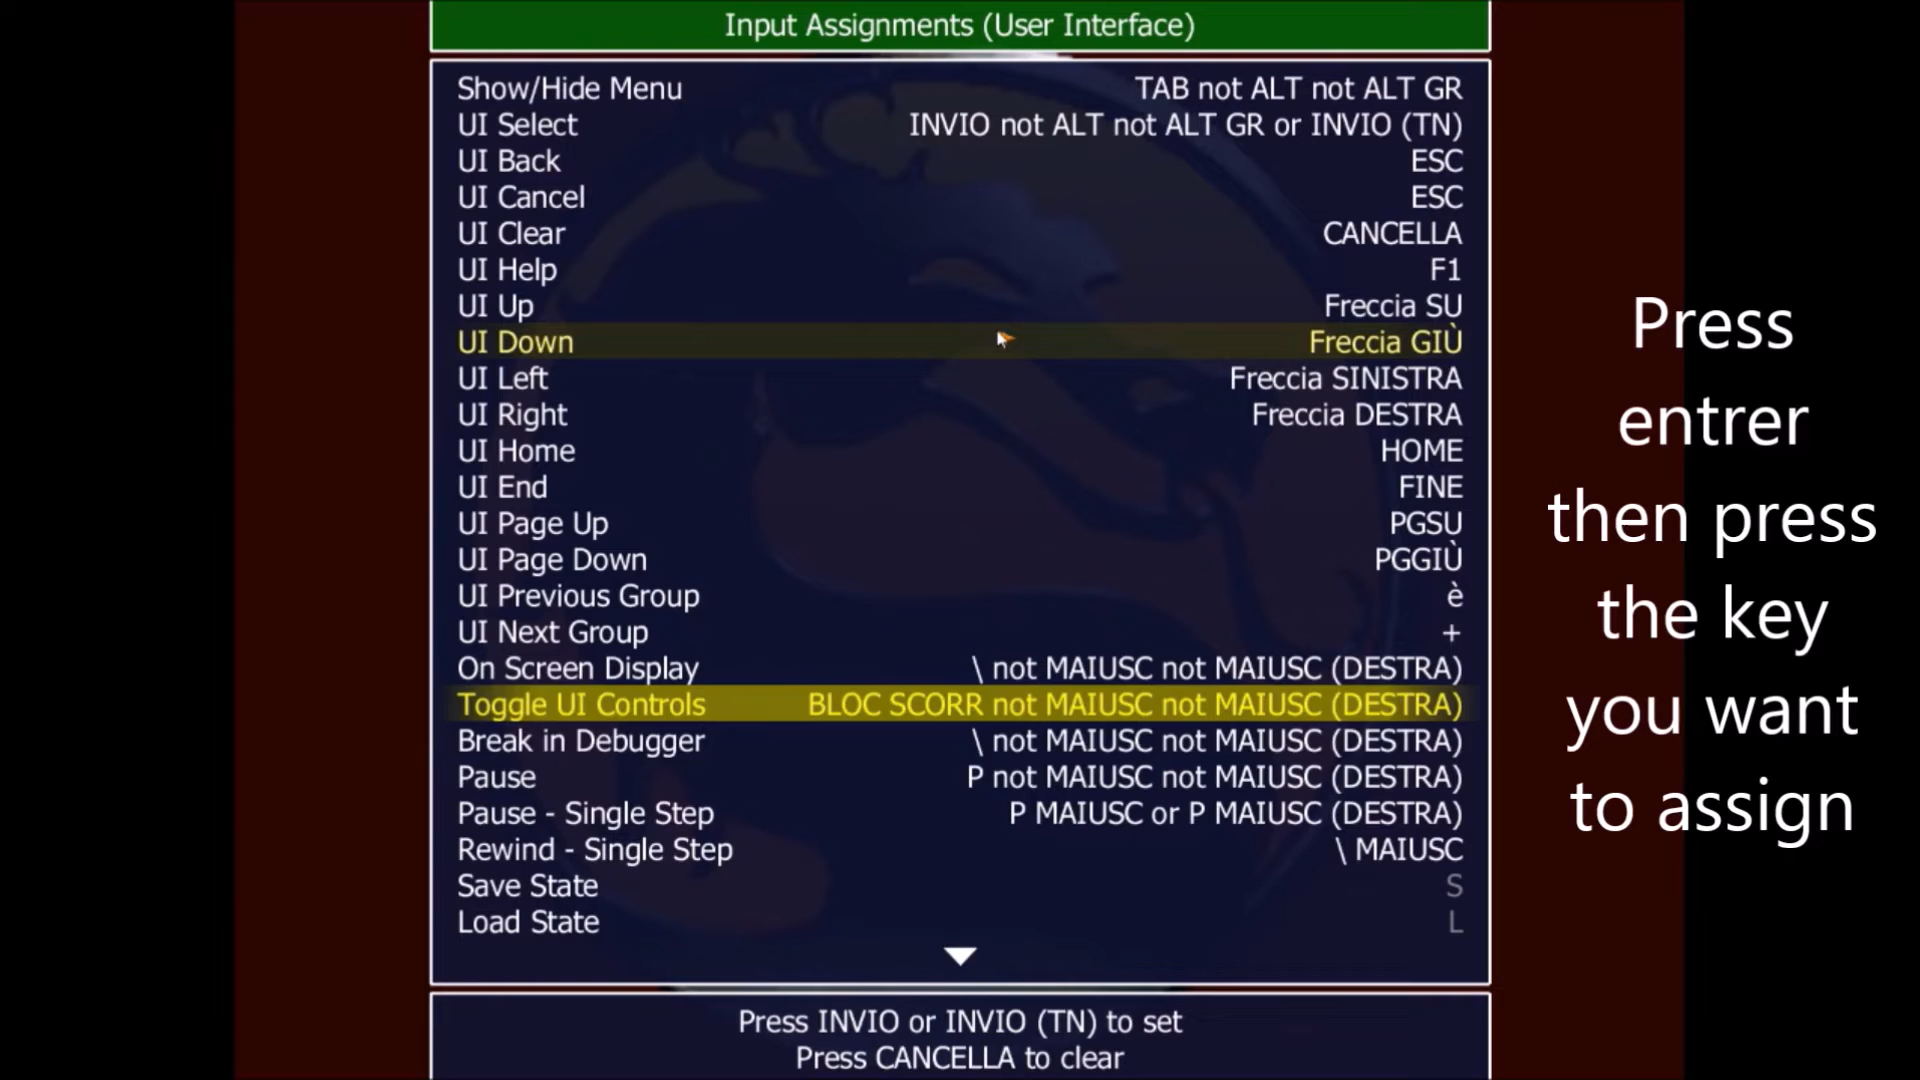 Input Assignments (User Interface)
Show/Hide Menu TAB not ALT not ALT GR
UI Select INVIO not ALT not ALT GR or INVIO (TN)
UI Back ESC
UI Cancel ESC
UI Clear CANCELLA
UI Help F1
UI Up Freccia SU
UI Down Freccia GIÙ
UI Left Freccia SINISTRA
UI Right Freccia DESTRA
UI Home HOME
UI End FINE
UI Page Up PGSU
UI Page Down PGGIÙ
UI Previous Group è
UI Next Group +
On Screen Display \ not MAIUSC not MAIUSC (DESTRA)
Toggle UI Controls BLOC SCORR not MAIUSC not MAIUSC (DESTRA)
Break in Debugger \ not MAIUSC not MAIUSC (DESTRA)
Pause P not MAIUSC not MAIUSC (DESTRA)
Pause - Single Step P MAIUSC or P MAIUSC (DESTRA)
Rewind - Single Step \ MAIUSC
Save State S
Load State L
Press INVIO or INVIO (TN) to set
Press CANCELLA to clear
Press
entrer
then press
the key
you want
to assign